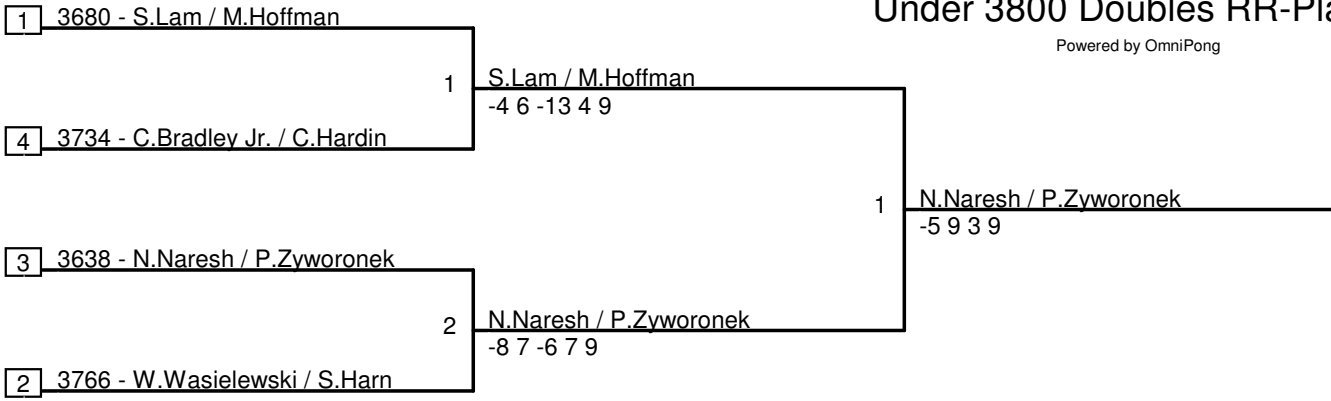 Under 3800 Doubles RR-Pla
Powered by OmniPong
1 3680 - S.Lam / M.Hoffman
1 S.Lam / M.Hoffman
-4 6 -13 4 9
4 3734 - C.Bradley Jr. / C.Hardin
1 N.Naresh / P.Zyworonek
-5 9 3 9
3 3638 - N.Naresh / P.Zyworonek
2 N.Naresh / P.Zyworonek
-8 7 -6 7 9
2 3766 - W.Wasielewski / S.Harn